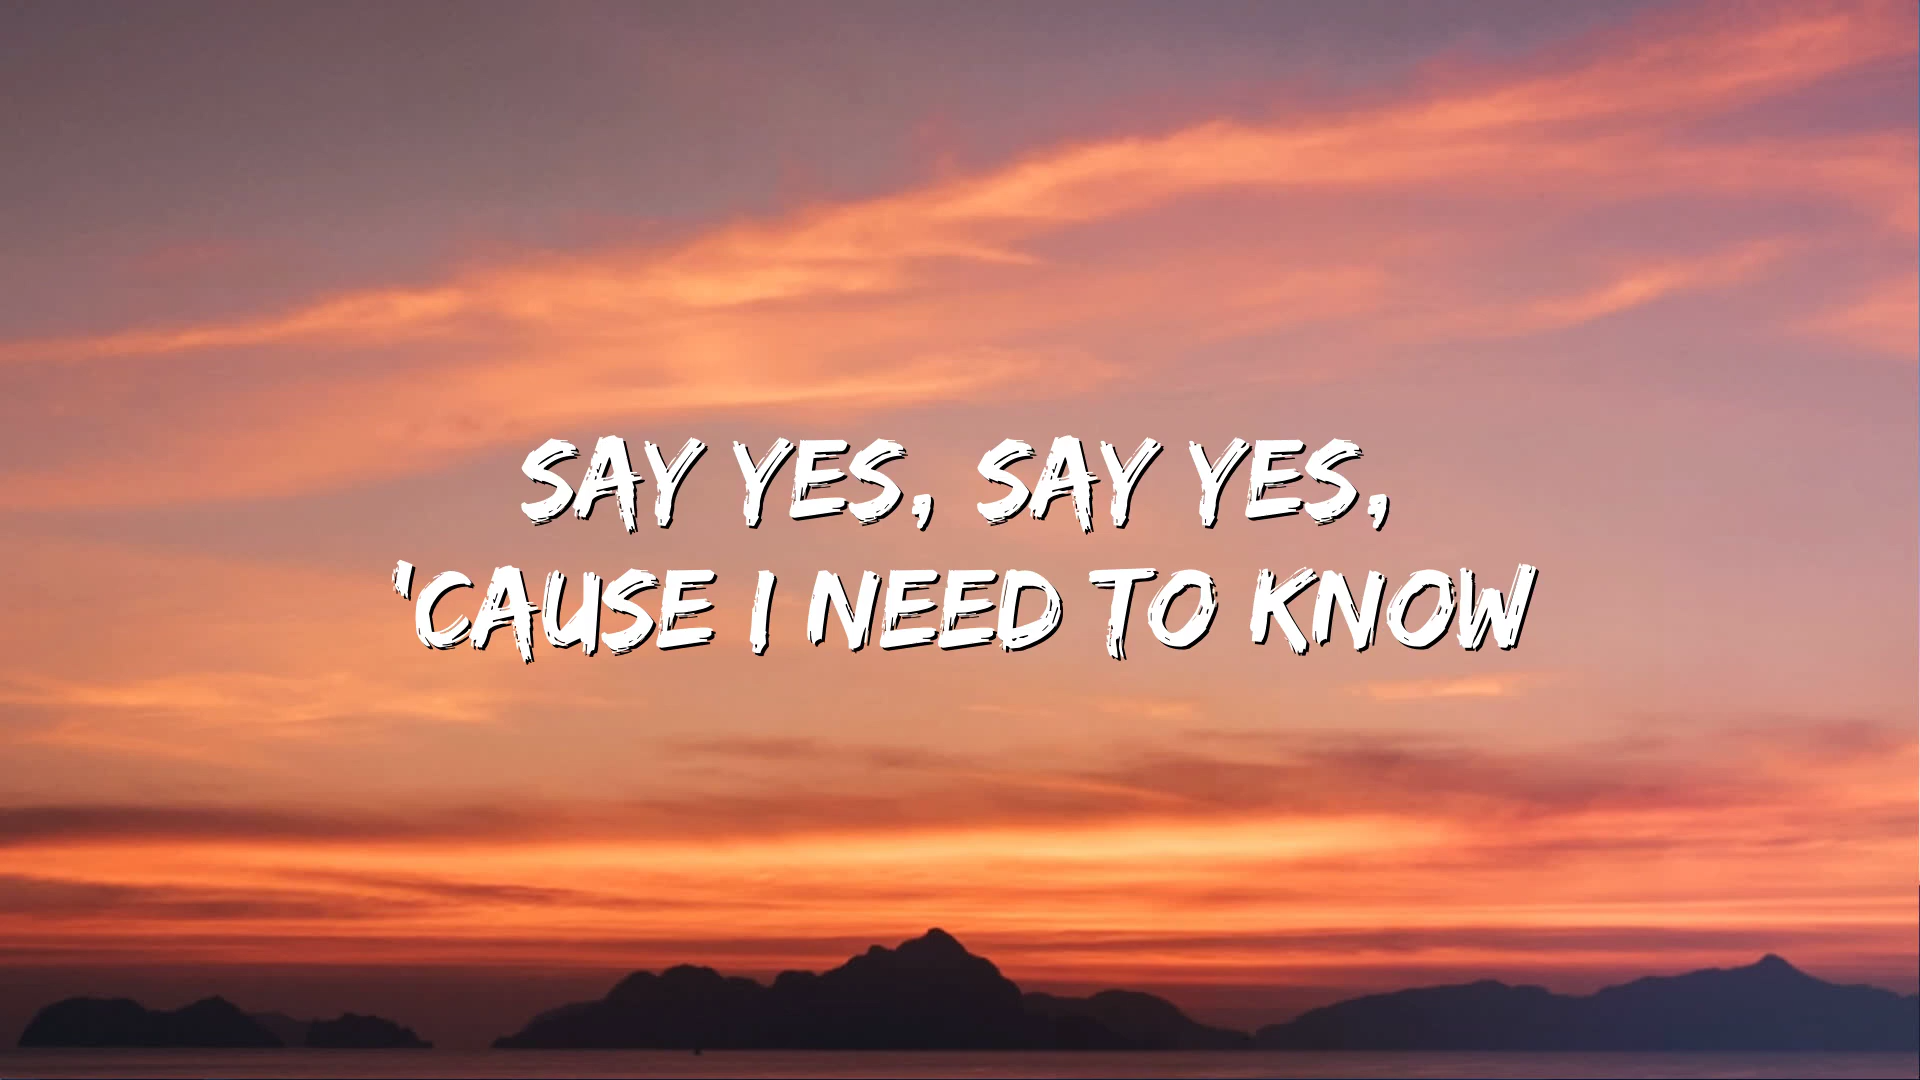 SAY YES, SAY YES,
'CAUSE I NEED TO KNOW